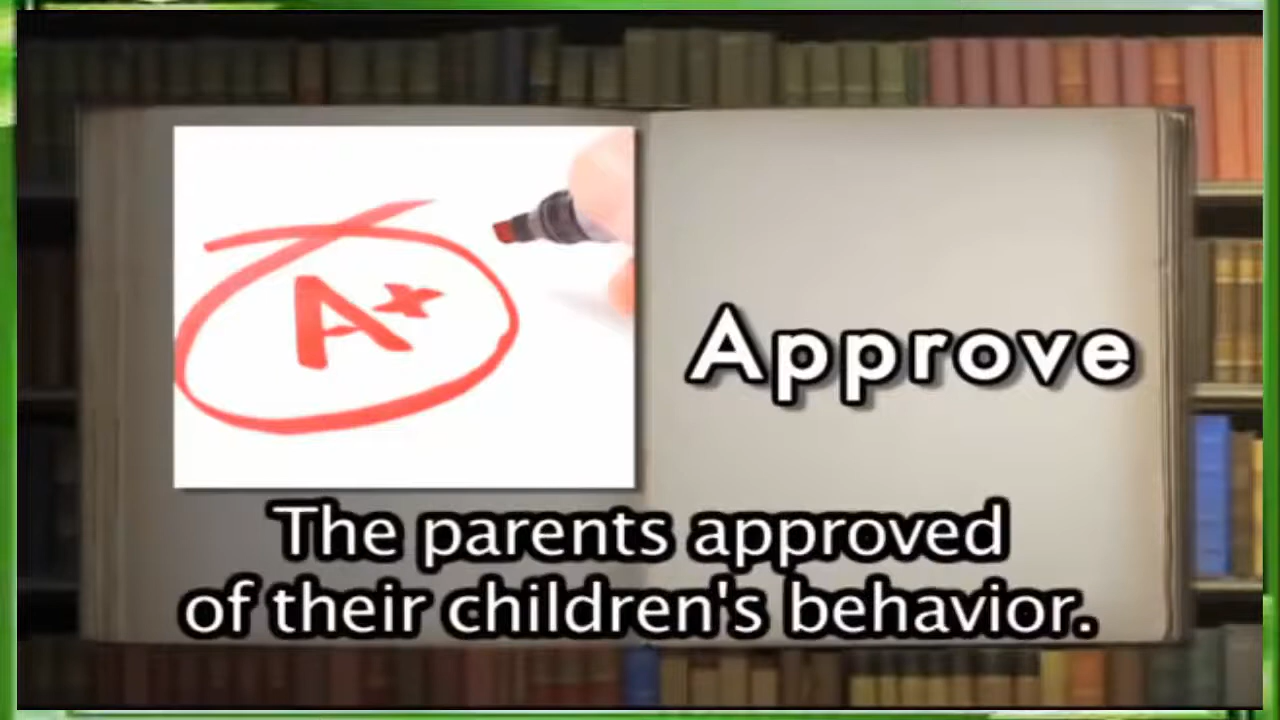 A+
Approve
The parents approved
of their children's behavior.